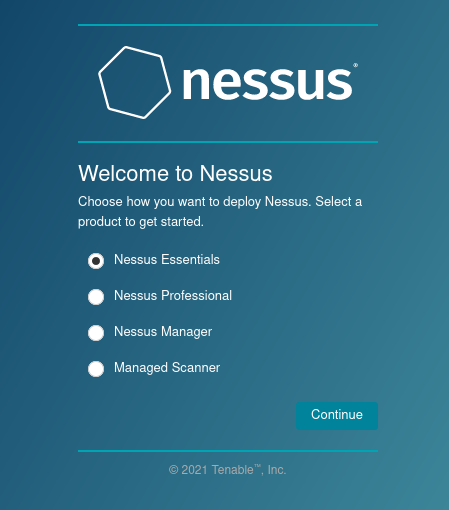 nessus®
Welcome to Nessus
Choose how you want to deploy Nessus. Select a
product to get started.
Nessus Essentials
Nessus Professional
Nessus Manager
Managed Scanner
Continue
© 2021 Tenable™, Inc.